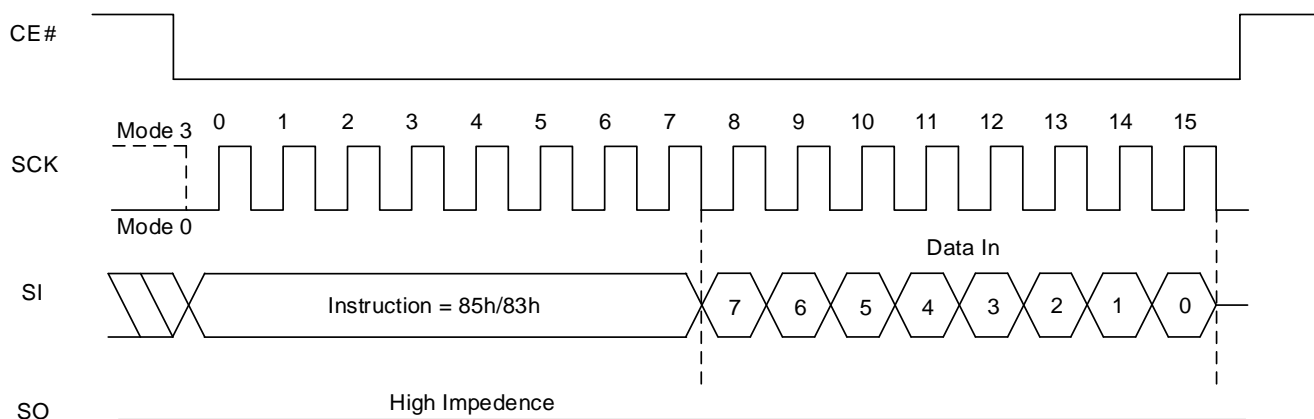 CE#
Mode 3
0 1 2 3 4 5 6 7 8 9 10 11 12 13 14 15
SCK
Mode 0
Data In
SI
Instruction = 85h/83h
7 6 5 4 3 2 1 0
High Impedence
SO